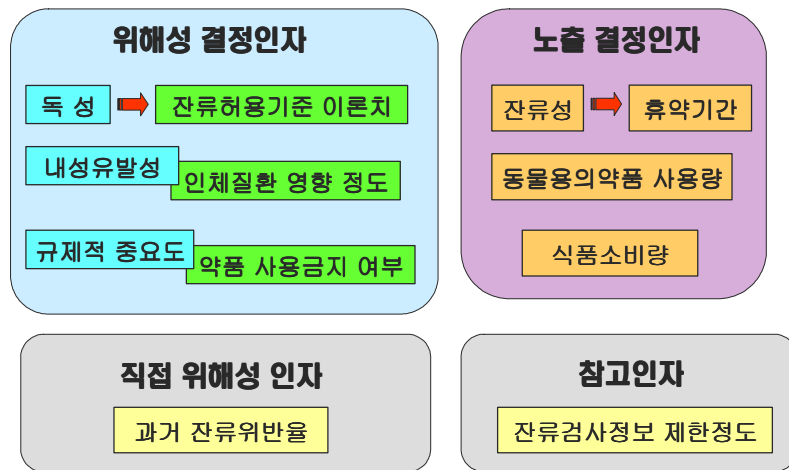 위해성 결정인자
독 성
잔류허용기준 이론치
내성유발성
인체질환 영향 정도
규제적 중요도
약품 사용금지 여부
노출 결정인자
잔류성
휴약기간
동물용의약품 사용량
식품소비량
직접 위해성 인자
과거 잔류위반율
참고인자
잔류검사정보 제한정도